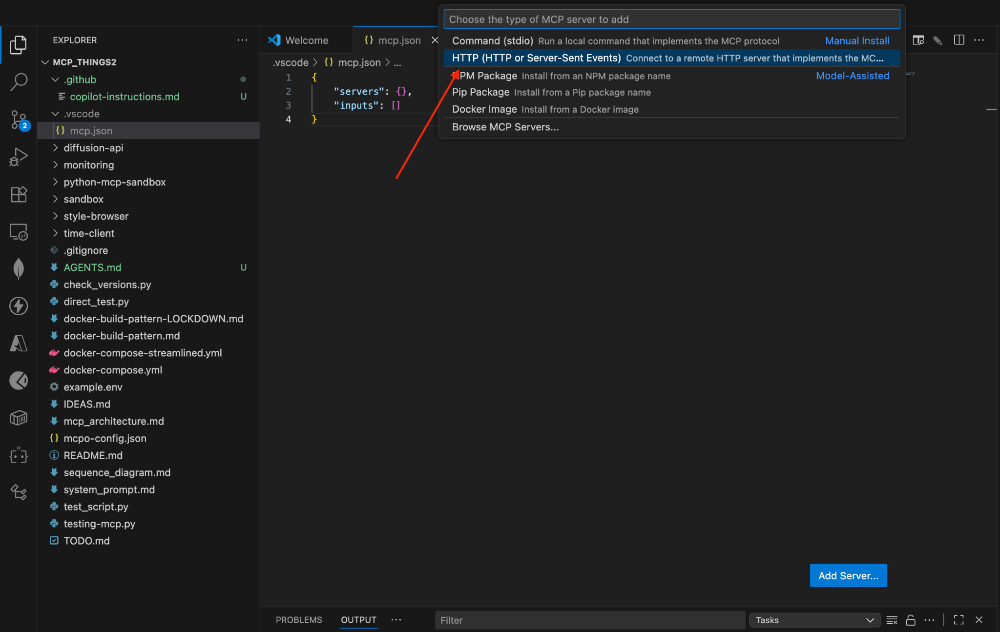 Choose the type of MCP server to add
Command (stdio) Run a local command that implements the MCP protocol Manual Install
HTTP (HTTP or Server-Sent Events) Connect to a remote HTTP server that implements the MC...
PM Package Install from an NPM package name Model-Assisted
Pip Package Install from a Pip package name
Docker Image Install from a Docker image
Browse MCP Servers...
EXPLORER
MCP_THINGS2
.github
copilot-instructions.md U
.vscode
mcp.json
diffusion-api
monitoring
python-mcp-sandbox
sandbox
style-browser
time-client
.gitignore
AGENTS.md U
check_versions.py
direct_test.py
docker-build-pattern-LOCKDOWN.md
docker-build-pattern.md
docker-compose-streamlined.yml
docker-compose.yml
example.env
IDEAS.md
mcp_architecture.md
{} mcpo-config.json
README.md
sequence_diagram.md
system_prompt.md
test_script.py
testing-mcp.py
TODO.md
2
Welcome {} mcp.json
.vscode > {} mcp.json > ...
1 {
2 "servers": {},
3 "inputs": []
4 }
Add Server...
PROBLEMS OUTPUT ... Filter Tasks